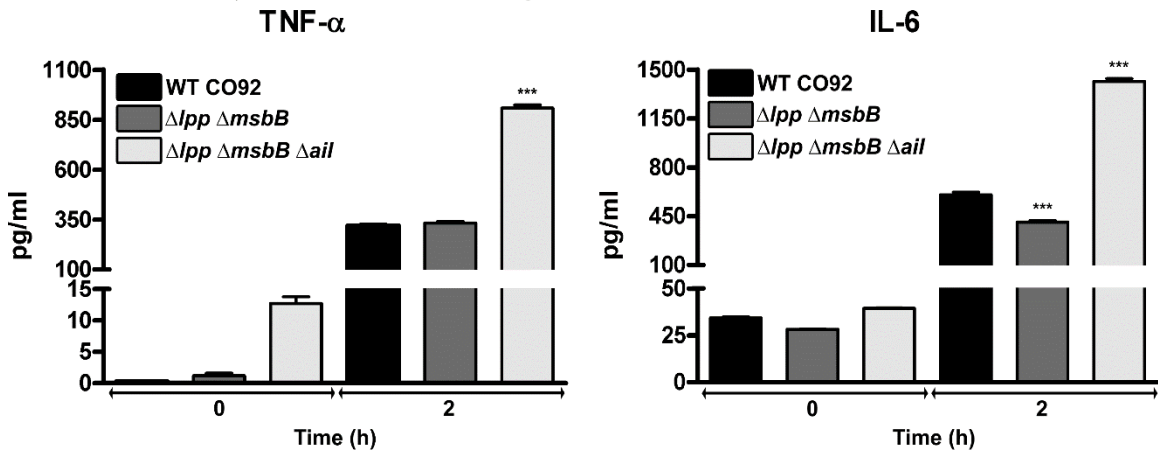 TNF-α
pg/ml
1100
850
600
350
100
15
10
5
0
WT CO92
Δlpp ΔmsbB
Δlpp ΔmsbB Δail
***
0
2
Time (h)
IL-6
pg/ml
1500
1150
800
450
100
50
25
0
WT CO92
Δlpp ΔmsbB
Δlpp ΔmsbB Δail
***
***
0
2
Time (h)